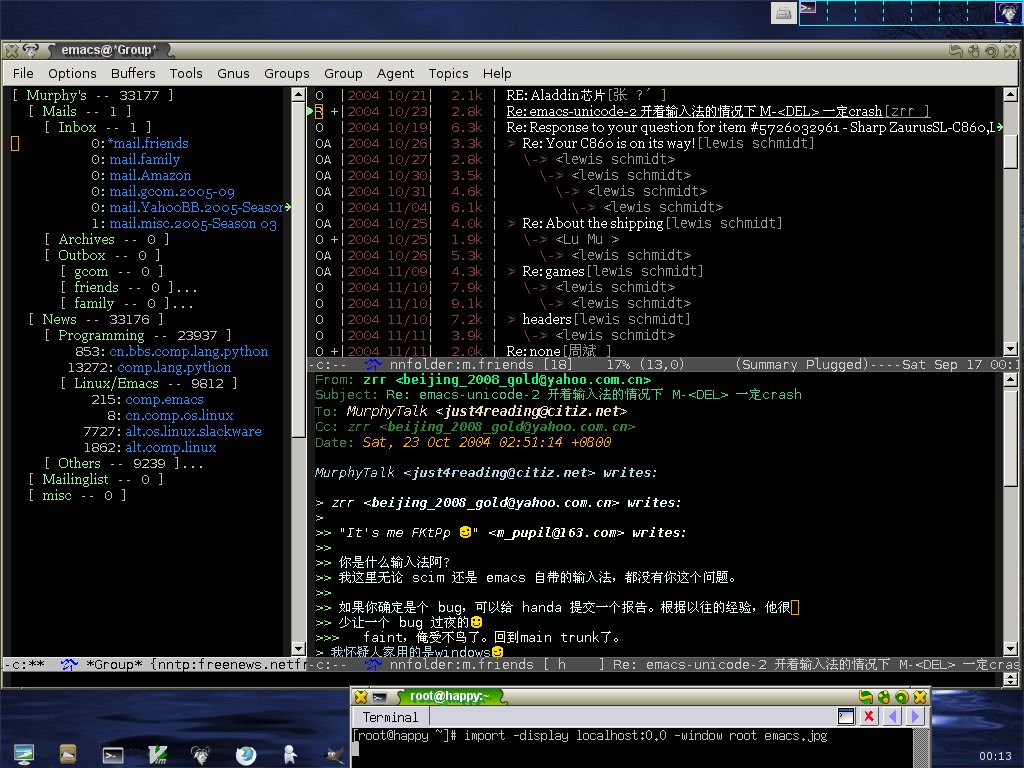 emacs@*Group*
File Options Buffers Tools Gnus Groups Group Agent Topics Help
[ Murphy's -- 33177 ]
[ Mails -- 1 ]
[ Inbox -- 1 ]
0: *mail.friends
0: mail.family
0: mail.Amazon
0: mail.gcom.2005-09
0: mail.YahooBB.2005-Season
1: mail.misc.2005-Season 03
[ Archives -- 0 ]
[ Outbox -- 0 ]
[ gcom -- 0 ]
[ friends -- 0 ]...
[ family -- 0 ]...
[ News -- 33176 ]
[ Programming -- 23937 ]
853: cn.bbs.comp.lang.python
13272: comp.lang.python
[ Linux/Emacs -- 9812 ]
215: comp.emacs
8: cn.comp.os.linux
7727: alt.os.linux.slackware
1862: alt.comp.linux
[ Others -- 9239 ]...
[ Mailinglist -- 0 ]
[ misc -- 0 ]
-c:** *Group* {nntp:freenews.netfr
O |2004 10/21| 2.1k | RE: Aladdin芯片[张 ?´ ]
+ |2004 10/23| 2.8k | Re: emacs-unicode-2 开着输入法的情况下 M-<DEL> 一定crash[zrr ]
O |2004 10/19| 6.3k | Re: Response to your question for item #5726032961 - Sharp ZaurusSL-C860,L
OA |2004 10/26| 3.3k | > Re: Your C860 is on its way![lewis schmidt]
OA |2004 10/27| 2.8k | \-> <lewis schmidt>
OA |2004 10/30| 3.5k | \-> <lewis schmidt>
OA |2004 10/31| 4.6k | \-> <lewis schmidt>
OA |2004 11/04| 6.1k | \-> <lewis schmidt>
OA |2004 10/25| 4.0k | > Re: About the shipping[lewis schmidt]
O +|2004 10/25| 1.9k | \-> <Lu Mu >
OA |2004 10/26| 5.3k | \-> <lewis schmidt>
OA |2004 11/09| 4.3k | > Re: games[lewis schmidt]
OA |2004 11/10| 7.9k | \-> <lewis schmidt>
OA |2004 11/10| 9.1k | \-> <lewis schmidt>
OA |2004 11/10| 7.2k | > headers[lewis schmidt]
OA |2004 11/11| 3.9k | \-> <lewis schmidt>
O +|2004 11/11| 2.0k | Re: none[周斌 ]
-c:-- nnfolder:m.friends [18] 17% (13,0) (Summary Plugged)----Sat Sep 17 00:1
From: zrr <beijing_2008_gold@yahoo.com.cn>
Subject: Re: emacs-unicode-2 开着输入法的情况下 M-<DEL> 一定crash
To: MurphyTalk <just4reading@citiz.net>
Cc: zrr <beijing_2008_gold@yahoo.com.cn>
Date: Sat, 23 Oct 2004 02:51:14 +0800
MurphyTalk <just4reading@citiz.net> writes:
> zrr <beijing_2008_gold@yahoo.com.cn> writes:
>
>> "It's me FKtPp " <m_pupil@163.com> writes:
>>
>> 你是什么输入法阿?
>> 我这里无论 scim 还是 emacs 自带的输入法，都没有你这个问题。
>>
>> 如果你确定是个 bug，可以给 handa 提交一个报告。根据以往的经验，他很
>> 少让一个 bug 过夜的
>>> faint，俺受不鸟了。回到main trunk了。
> 我怀疑人家用的是windows
-c:-- nnfolder:m.friends [ h ] Re: emacs-unicode-2 开着输入法的情况下 M-<DEL> 一定cras
root@happy:~
Terminal
[root@happy ~]# import -display localhost:0.0 -window root emacs.jpg
00:13